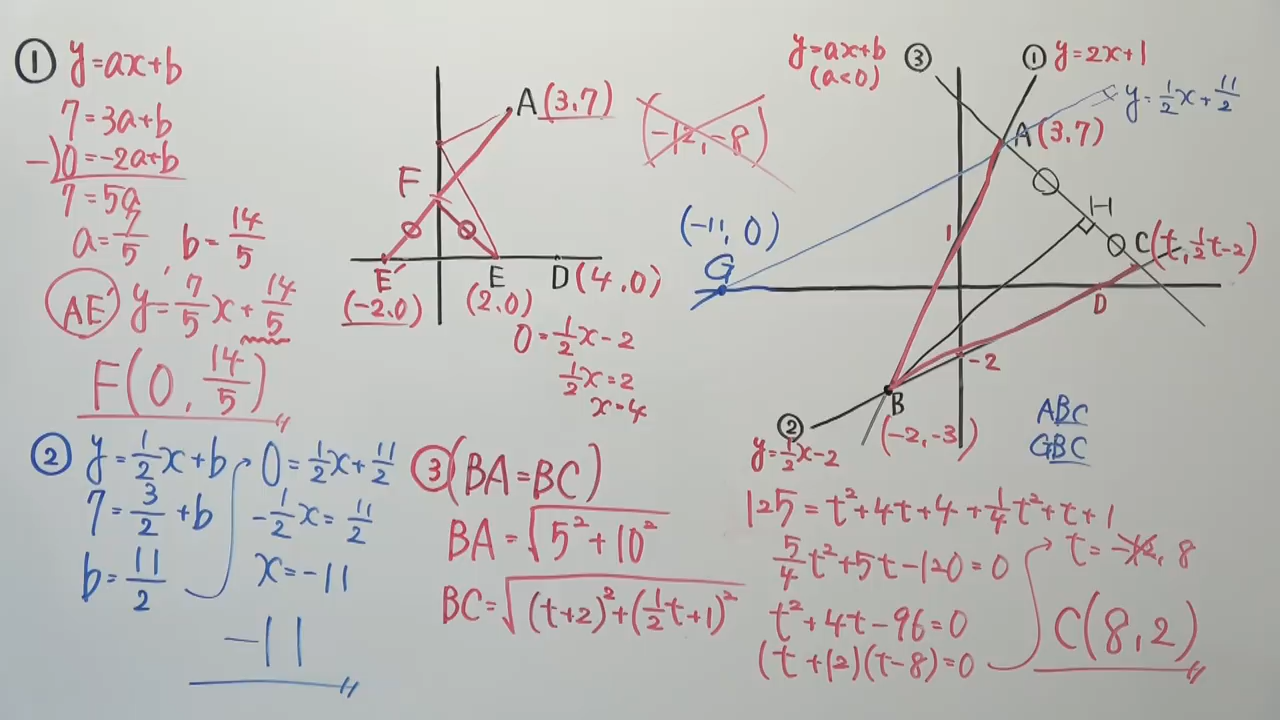 ① y=ax+b
7=3a+b
-)0=-2a+b
7=5a
a=7/5 b=14/5
AE' y=7/5x+14/5
F(0, 14/5)
A(3.7)
F
E'
E
D(4.0)
(-2.0)
(2.0)
0=1/2x-2
1/2x=2
x=4
(-12,-8)
y=ax+b
(a<0)
③
① y=2x+1
y=1/2x+11/2
A(3.7)
H
C(t,1/2t-2)
1
(-11, 0)
G
D
-2
B
(-2,-3)
②
y=1/2x-2
ABC
GBC
② y=1/2x+b
7=3/2+b
b=11/2
0=1/2x+11/2
-1/2x=11/2
x=-11
-11
③(BA=BC)
BA=√(5²+10²)
BC=√((t+2)²+(1/2t+1)²)
125=t²+4t+4+1/4t²+t+1
5/4t²+5t-120=0
t²+4t-96=0
(t+12)(t-8)=0
t=-12, 8
C(8,2)